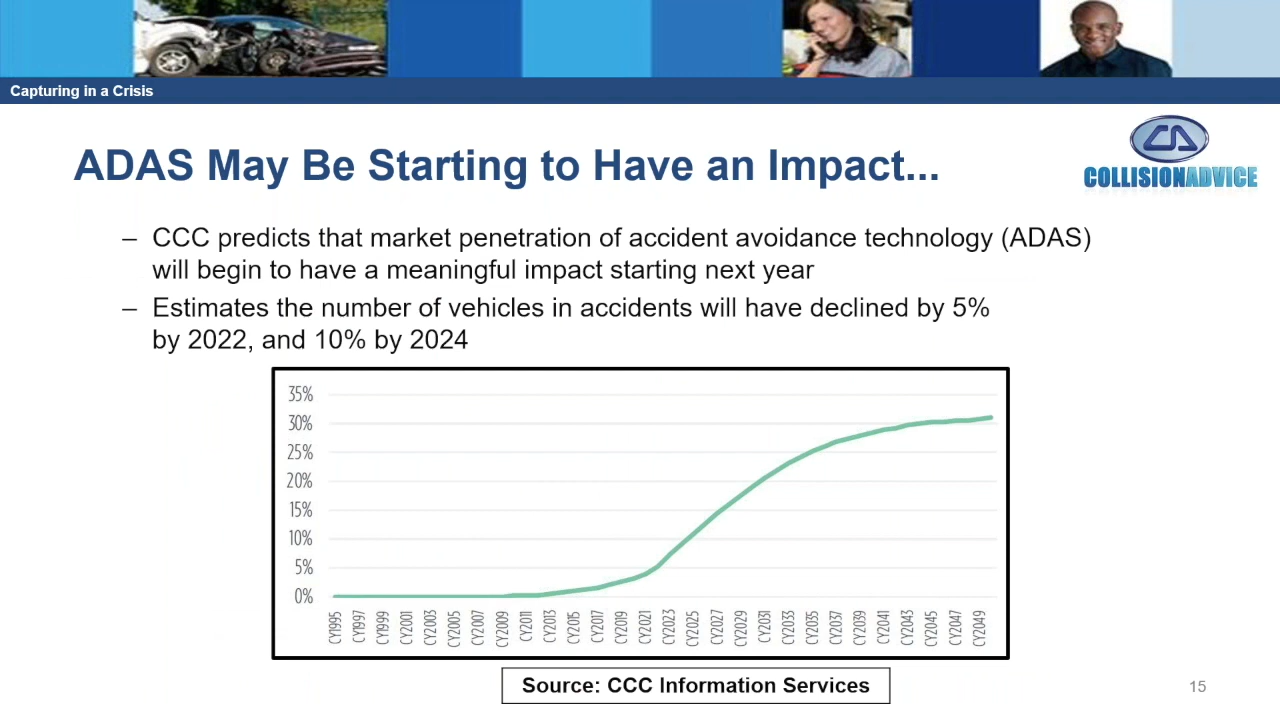 Capturing in a Crisis
ADAS May Be Starting to Have an Impact...
COLLISIONADVICE
– CCC predicts that market penetration of accident avoidance technology (ADAS)
will begin to have a meaningful impact starting next year
– Estimates the number of vehicles in accidents will have declined by 5%
by 2022, and 10% by 2024
35%
30%
25%
20%
15%
10%
5%
0%
CY1995 CY1997 CY1999 CY2001 CY2003 CY2005 CY2007 CY2009 CY2011 CY2013 CY2015 CY2017 CY2019 CY2021 CY2023 CY2025 CY2027 CY2029 CY2031 CY2033 CY2035 CY2037 CY2039 CY2041 CY2043 CY2045 CY2047 CY2049
Source: CCC Information Services
15